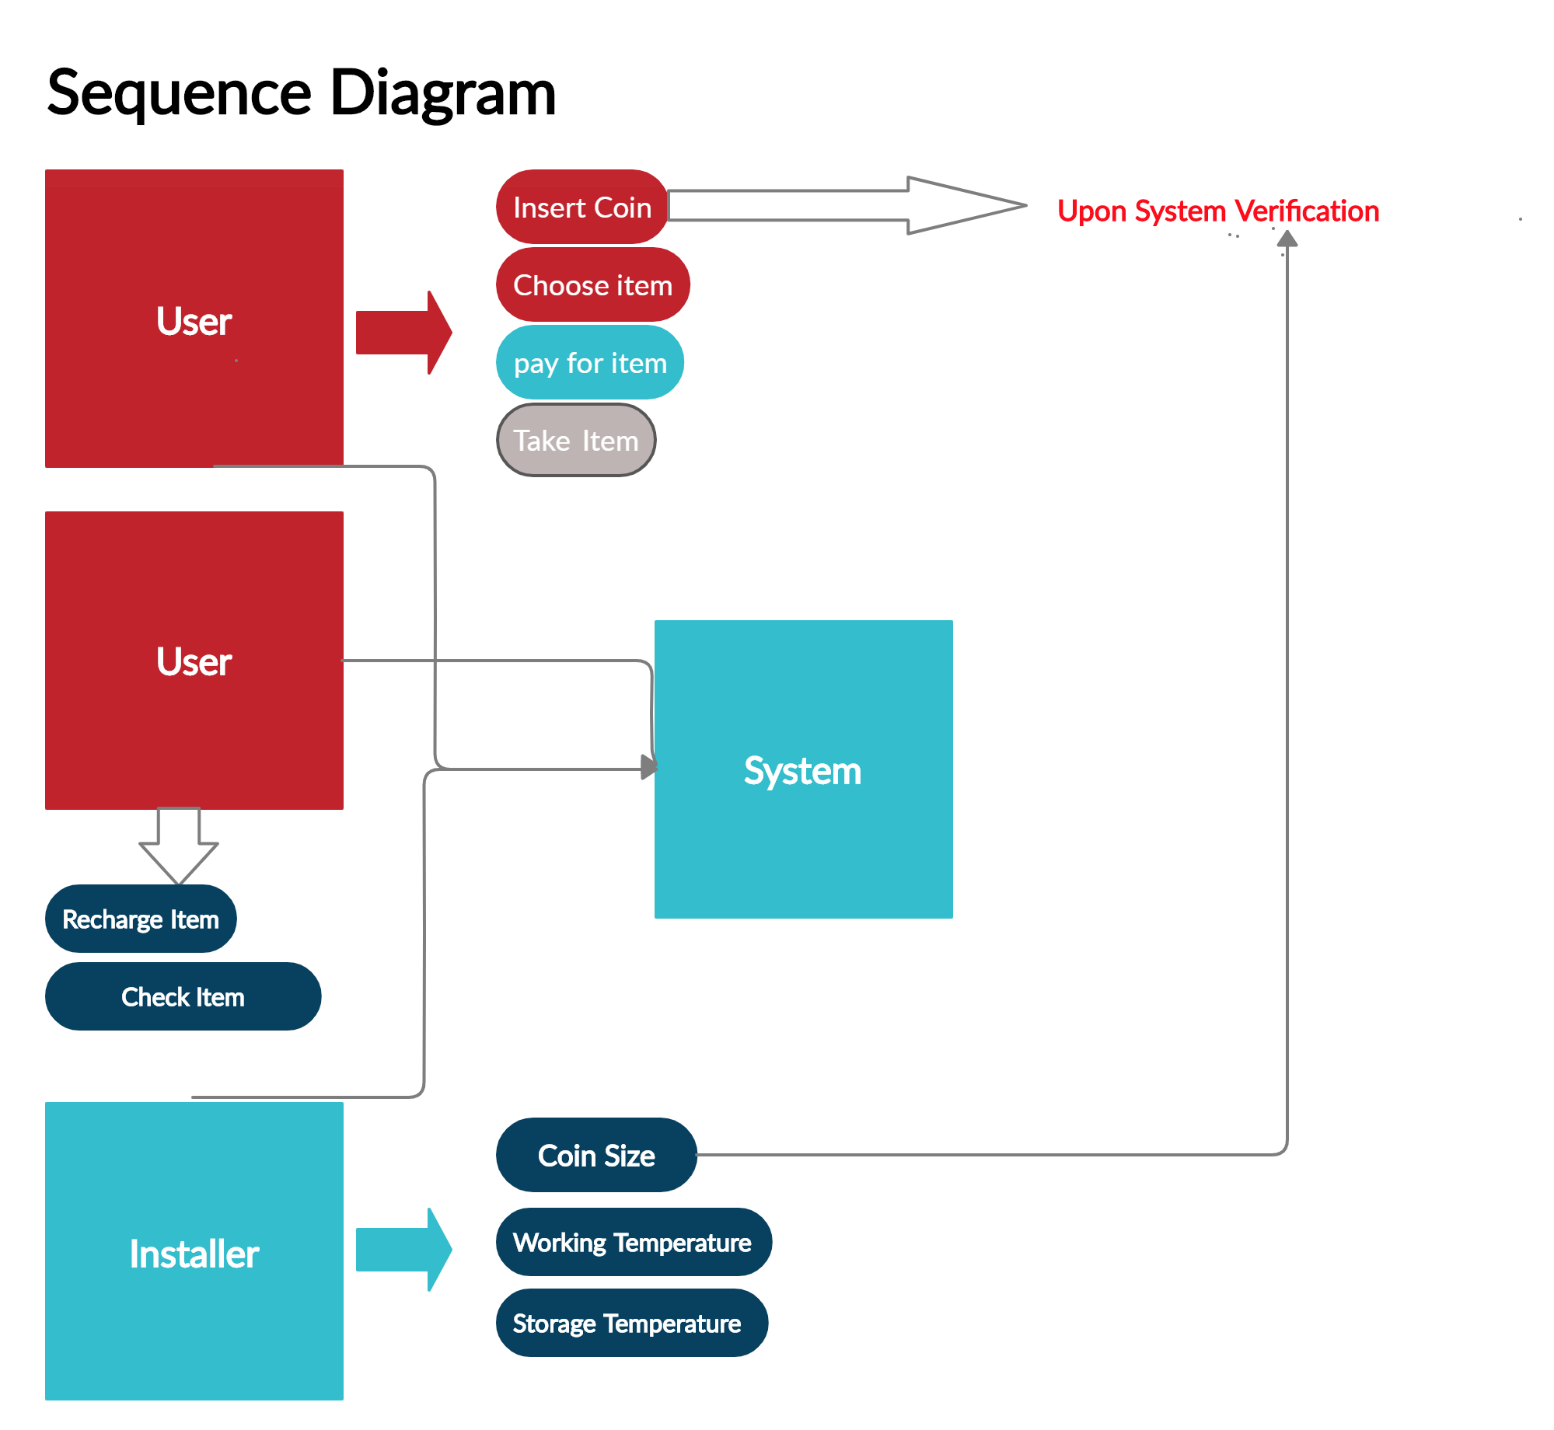 Sequence Diagram
User
Insert Coin
Choose item
pay for item
Take Item
Upon System Verification
User
System
Recharge Item
Check Item
Installer
Coin Size
Working Temperature
Storage Temperature